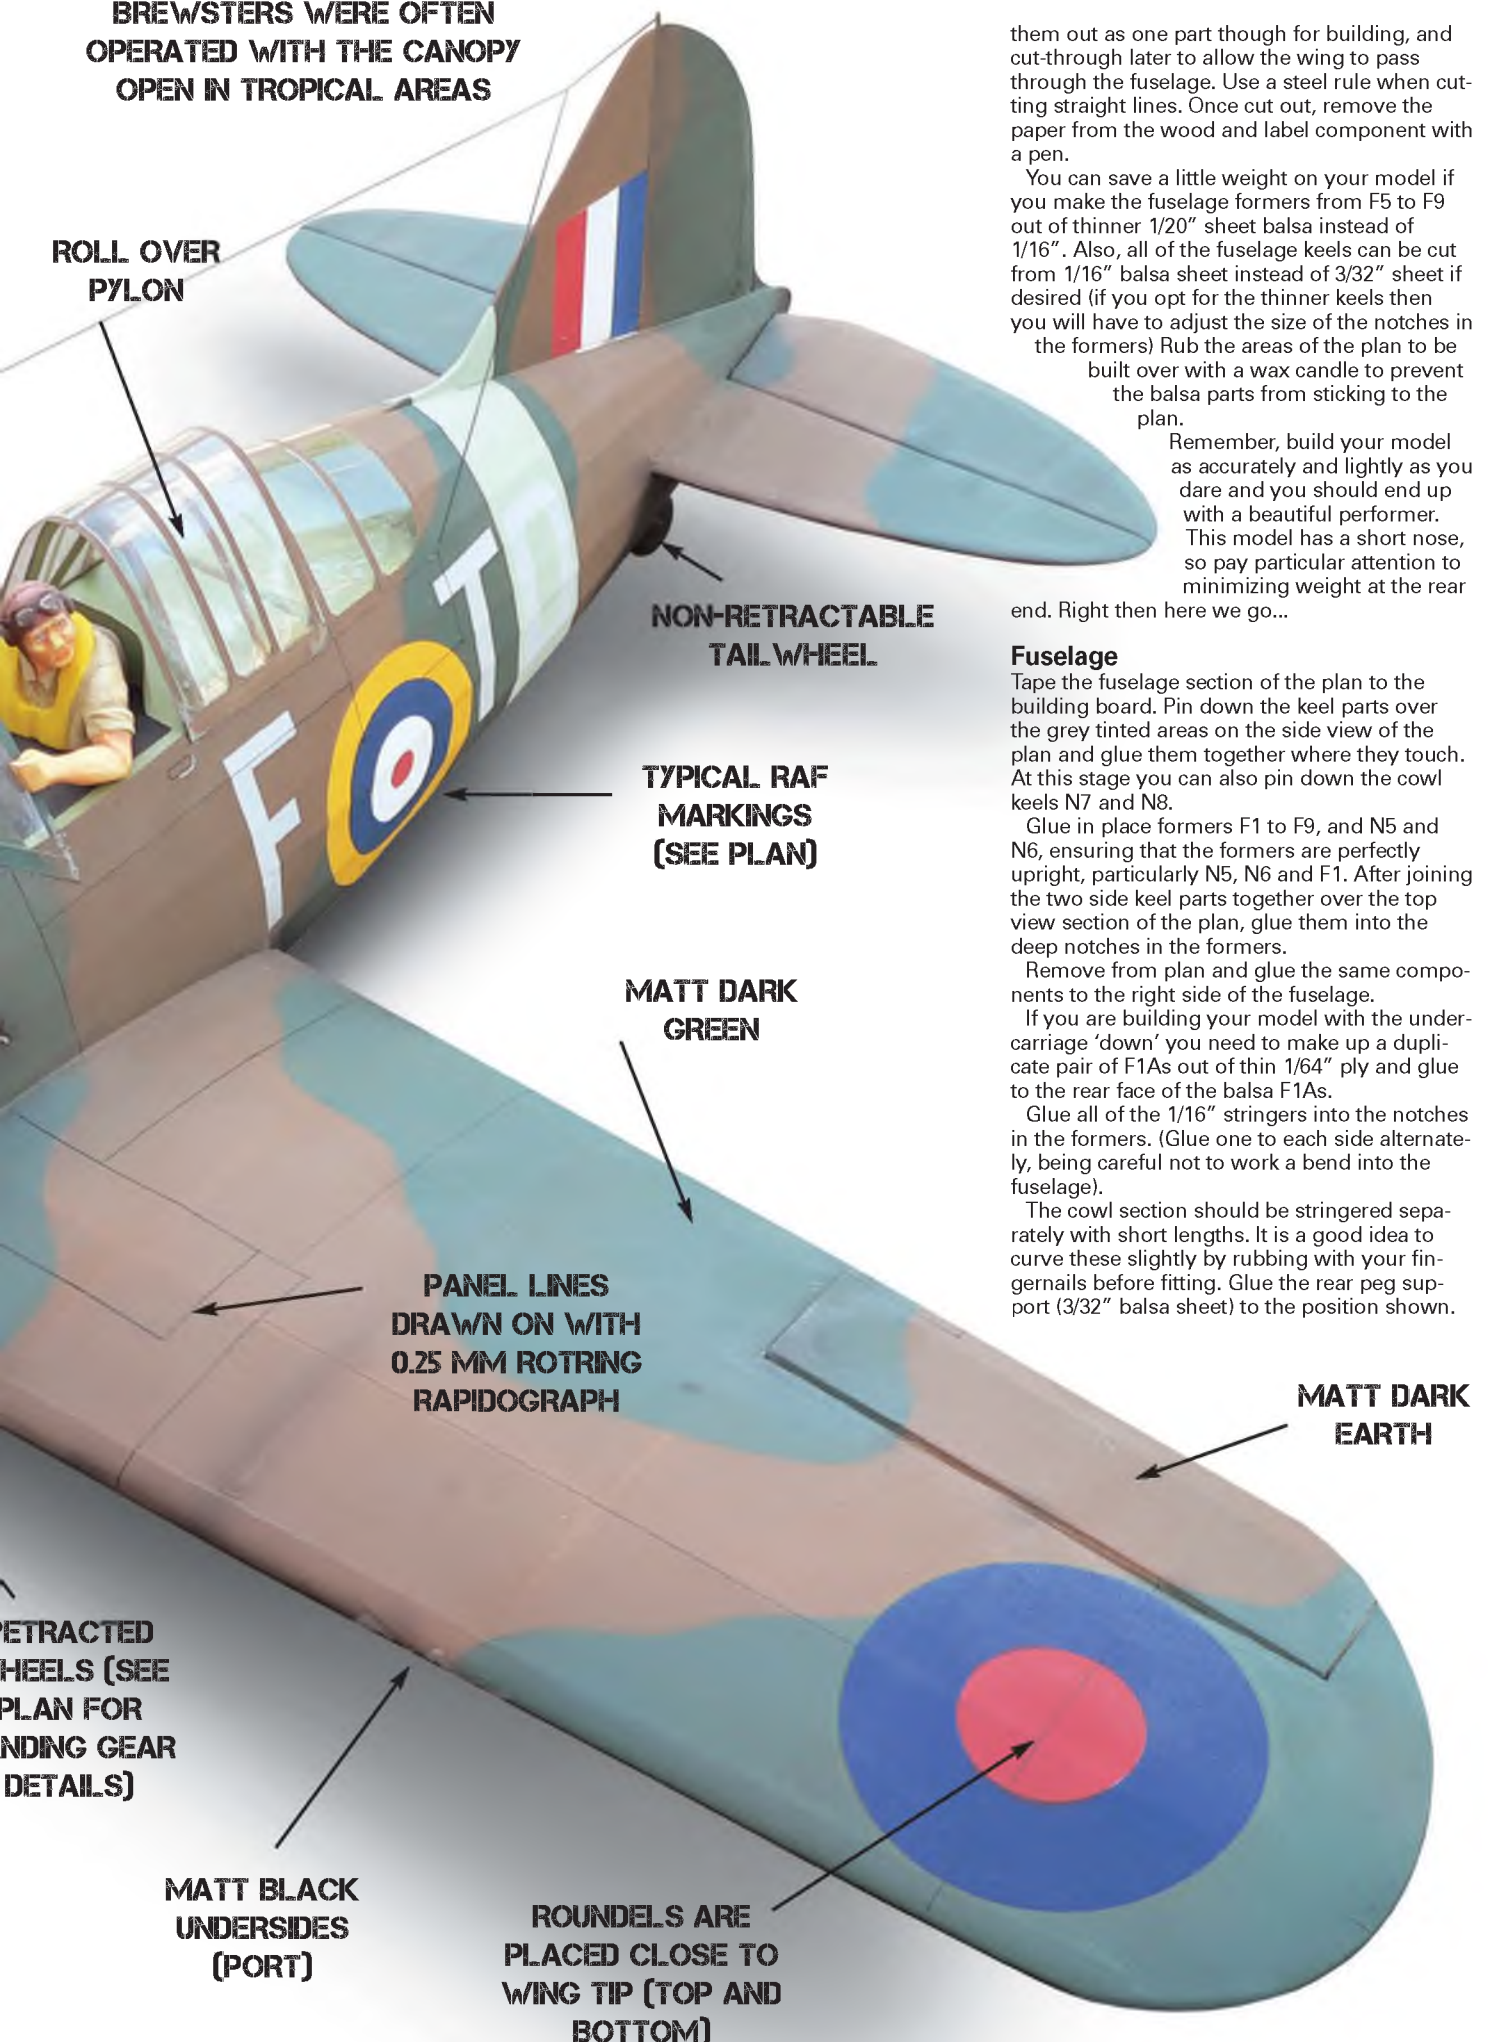 BREWSTERS WERE OFTEN
OPERATED WITH THE CANOPY
OPEN IN TROPICAL AREAS
ROLL OVER
PYLON
NON-RETRACTABLE
TAILWHEEL
TYPICAL RAF
MARKINGS
(SEE PLAN)
F
TD
MATT DARK
GREEN
PANEL LINES
DRAWN ON WITH
0.25 MM ROTRING
RAPIDOGRAPH
MATT DARK
EARTH
ETRACTED
HEELS (SEE
PLAN FOR
NDING GEAR
DETAILS)
MATT BLACK
UNDERSIDES
(PORT)
ROUNDELS ARE
PLACED CLOSE TO
WING TIP (TOP AND
BOTTOM)
them out as one part though for building, and
cut-through later to allow the wing to pass
through the fuselage. Use a steel rule when cut-
ting straight lines. Once cut out, remove the
paper from the wood and label component with
a pen.
You can save a little weight on your model if
you make the fuselage formers from F5 to F9
out of thinner 1/20” sheet balsa instead of
1/16”. Also, all of the fuselage keels can be cut
from 1/16” balsa sheet instead of 3/32” sheet if
desired (if you opt for the thinner keels then
you will have to adjust the size of the notches in
the formers) Rub the areas of the plan to be
built over with a wax candle to prevent
the balsa parts from sticking to the
plan.
Remember, build your model
as accurately and lightly as you
dare and you should end up
with a beautiful performer.
This model has a short nose,
so pay particular attention to
minimizing weight at the rear
end. Right then here we go...
Fuselage
Tape the fuselage section of the plan to the
building board. Pin down the keel parts over
the grey tinted areas on the side view of the
plan and glue them together where they touch.
At this stage you can also pin down the cowl
keels N7 and N8.
Glue in place formers F1 to F9, and N5 and
N6, ensuring that the formers are perfectly
upright, particularly N5, N6 and F1. After joining
the two side keel parts together over the top
view section of the plan, glue them into the
deep notches in the formers.
Remove from plan and glue the same compo-
nents to the right side of the fuselage.
If you are building your model with the under-
carriage ‘down’ you need to make up a dupli-
cate pair of F1As out of thin 1/64” ply and glue
to the rear face of the balsa F1As.
Glue all of the 1/16” stringers into the notches
in the formers. (Glue one to each side alternate-
ly, being careful not to work a bend into the
fuselage).
The cowl section should be stringered sepa-
rately with short lengths. It is a good idea to
curve these slightly by rubbing with your fin-
gernails before fitting. Glue the rear peg sup-
port (3/32” balsa sheet) to the position shown.